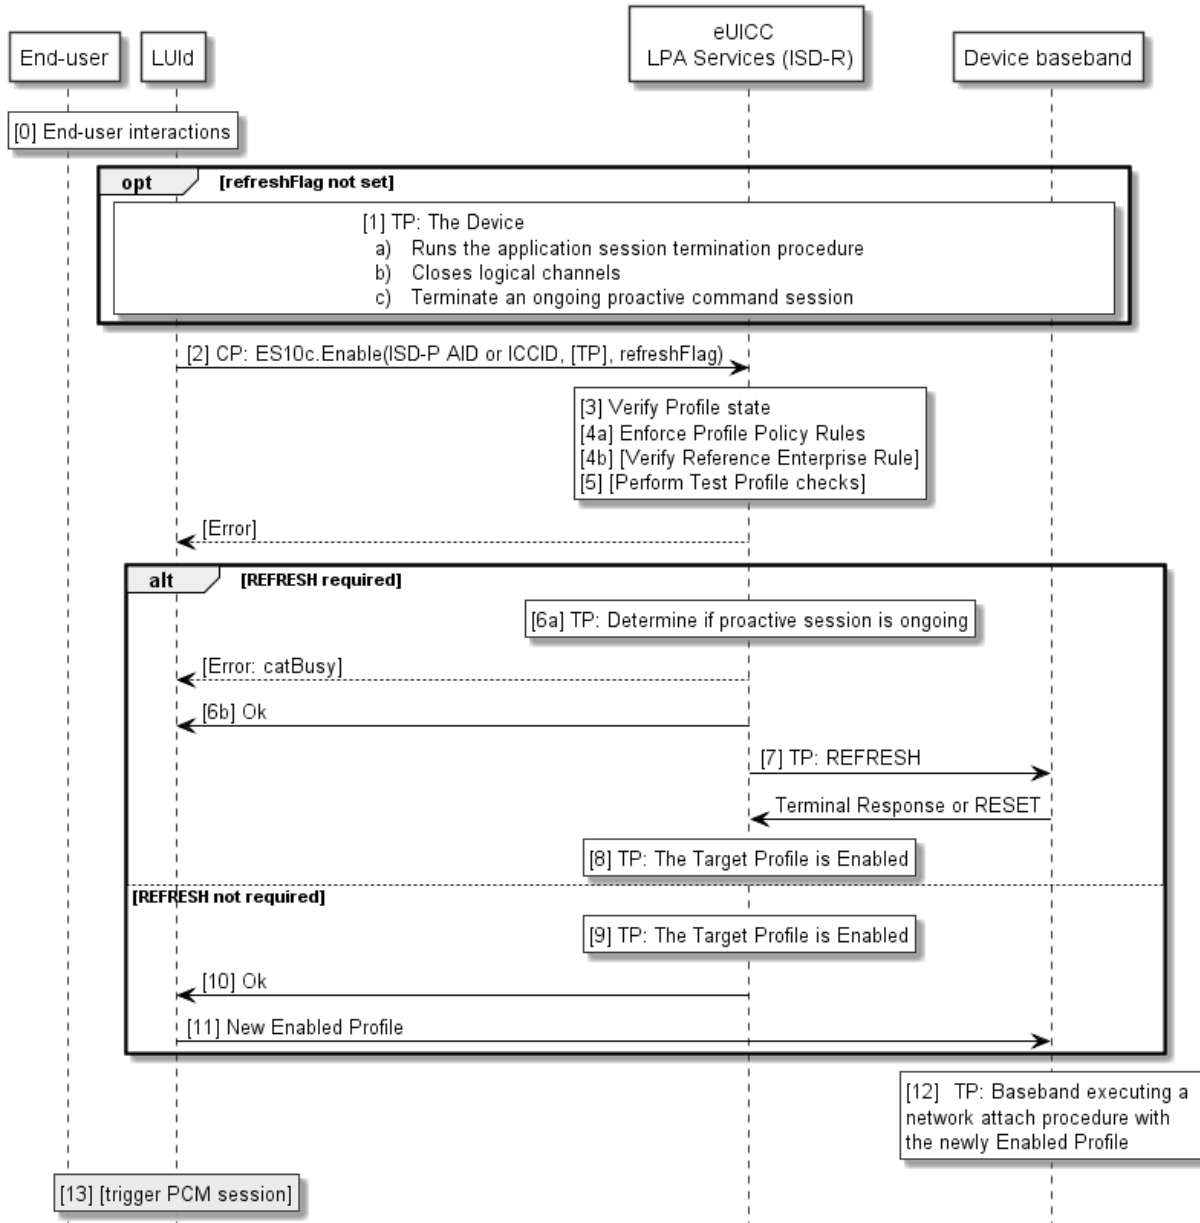 End-user
LUId
eUICC
LPA Services (ISD-R)
Device baseband
[0] End-user interactions
opt
[refreshFlag not set]
[1] TP: The Device
a) Runs the application session termination procedure
b) Closes logical channels
c) Terminate an ongoing proactive command session
[2] CP: ES10c.Enable(ISD-P AID or ICCID, [TP], refreshFlag)
[3] Verify Profile state
[4a] Enforce Profile Policy Rules
[4b] [Verify Reference Enterprise Rule]
[5] [Perform Test Profile checks]
[Error]
alt
[REFRESH required]
[6a] TP: Determine if proactive session is ongoing
[Error: catBusy]
[6b] Ok
[7] TP: REFRESH
Terminal Response or RESET
[8] TP: The Target Profile is Enabled
[REFRESH not required]
[9] TP: The Target Profile is Enabled
[10] Ok
[11] New Enabled Profile
[12] TP: Baseband executing a
network attach procedure with
the newly Enabled Profile
[13] [trigger PCM session]